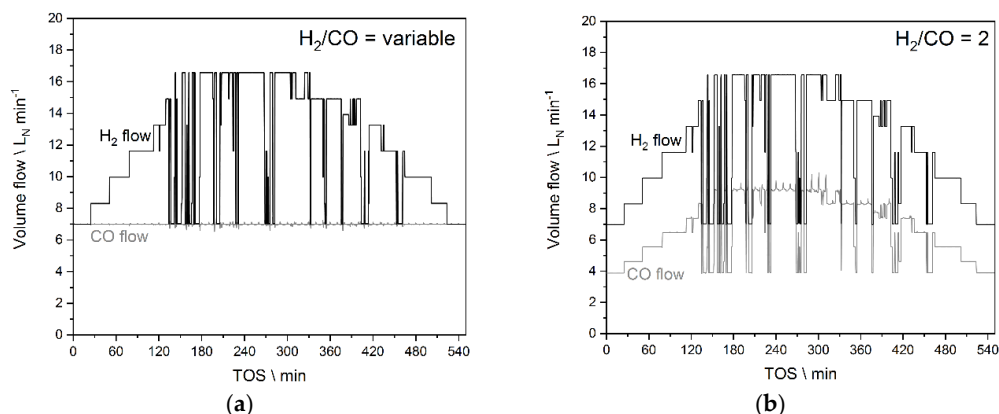 H2/CO = variable
20
18
16
14
12
10
8
6
4
2
0
Volume flow \ LN min-1
H2 flow
CO flow
0 60 120 180 240 300 360 420 480 540
TOS \ min
(a)
H2/CO = 2
20
18
16
14
12
10
8
6
4
2
0
Volume flow \ LN min-1
H2 flow
CO flow
0 60 120 180 240 300 360 420 480 540
TOS \ min
(b)